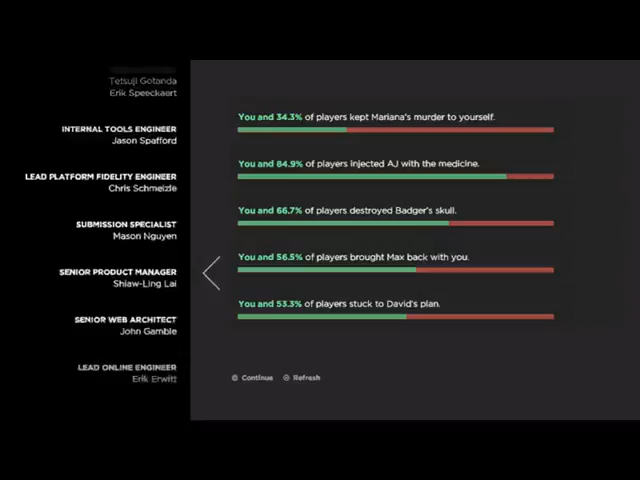 Tetsuji Gotanda
Erik Speeckaert
INTERNAL TOOLS ENGINEER
Jason Spafford
LEAD PLATFORM FIDELITY ENGINEER
Chris Schmeizle
SUBMISSION SPECIALIST
Mason Nguyen
SENIOR PRODUCT MANAGER
Shiaw-Ling Lai
SENIOR WEB ARCHITECT
John Gamble
LEAD ONLINE ENGINEER
Erik Erwitt
You and 34.3% of players kept Mariana's murder to yourself.
You and 84.9% of players injected AJ with the medicine.
You and 66.7% of players destroyed Badger's skull.
You and 56.5% of players brought Max back with you.
You and 53.3% of players stuck to David's plan.
Continue Refresh